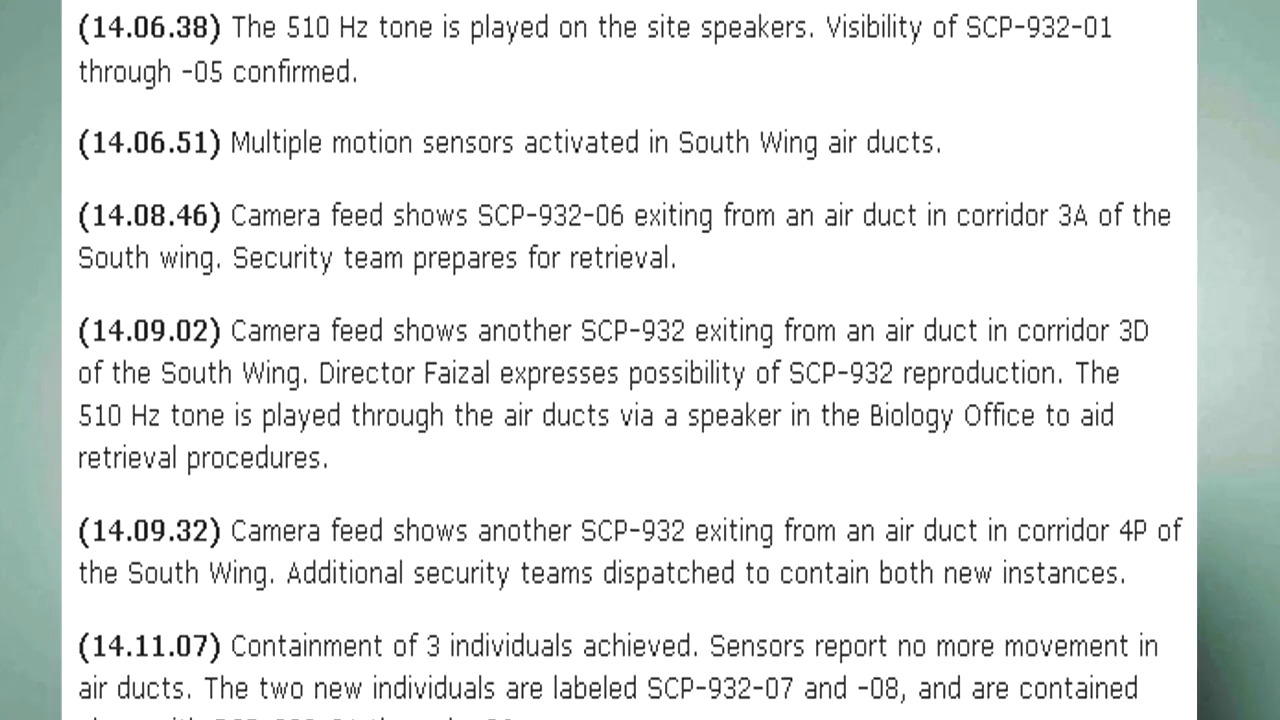 (14.06.38) The 510 Hz tone is played on the site speakers. Visibility of SCP-932-01
through -05 confirmed.
(14.06.51) Multiple motion sensors activated in South Wing air ducts.
(14.08.46) Camera feed shows SCP-932-06 exiting from an air duct in corridor 3A of the
South wing. Security team prepares for retrieval.
(14.09.02) Camera feed shows another SCP-932 exiting from an air duct in corridor 3D
of the South Wing. Director Faizal expresses possibility of SCP-932 reproduction. The
510 Hz tone is played through the air ducts via a speaker in the Biology Office to aid
retrieval procedures.
(14.09.32) Camera feed shows another SCP-932 exiting from an air duct in corridor 4P of
the South Wing. Additional security teams dispatched to contain both new instances.
(14.11.07) Containment of 3 individuals achieved. Sensors report no more movement in
air ducts. The two new individuals are labeled SCP-932-07 and -08, and are contained